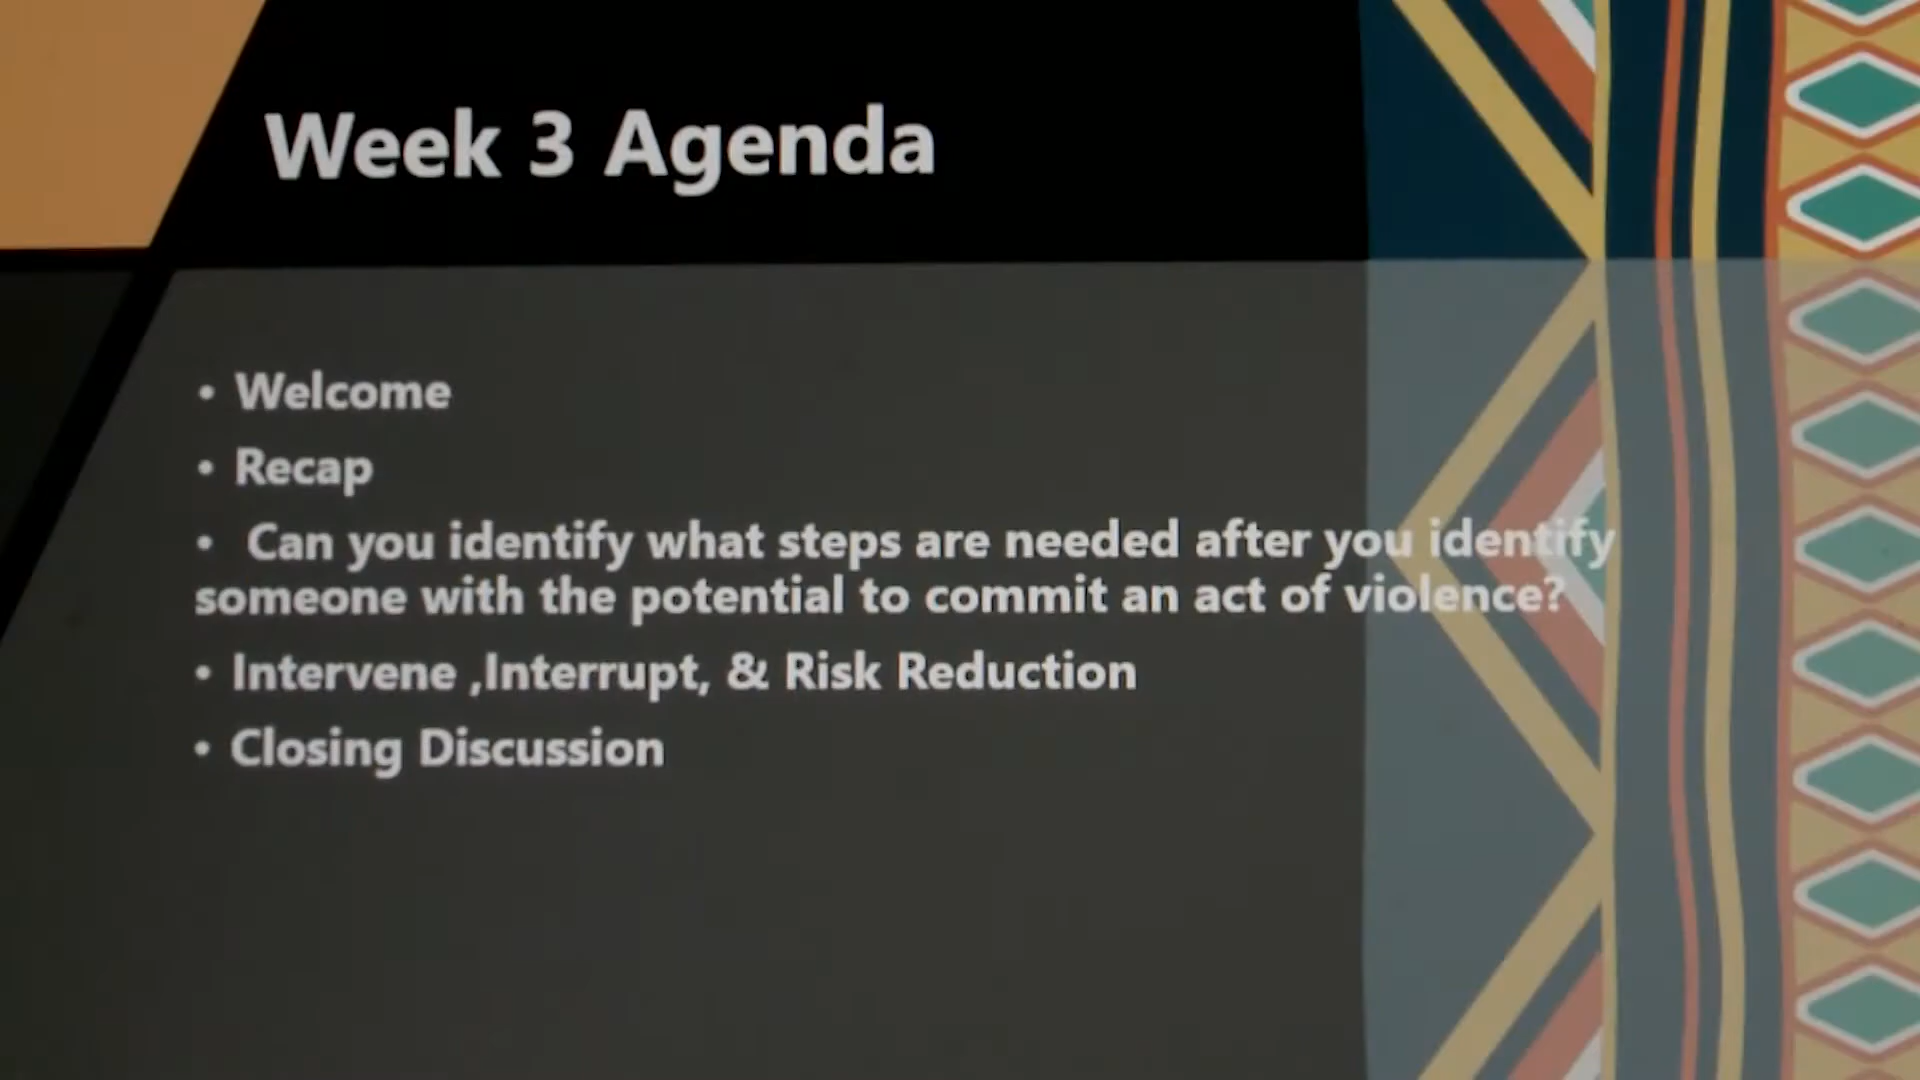 Week 3 Agenda
• Welcome
• Recap
• Can you identify what steps are needed after you identify
someone with the potential to commit an act of violence?
• Intervene ,Interrupt, & Risk Reduction
• Closing Discussion